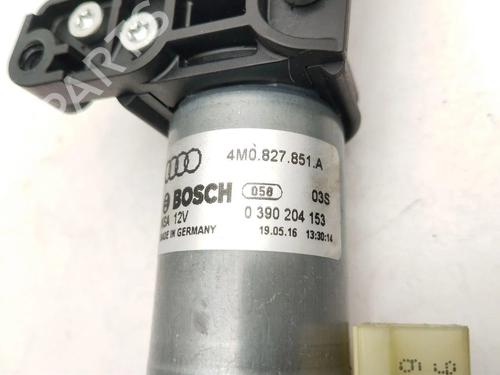 4M0.827.851.A
BOSCH 058 03S
12V 0 390 204 153
MADE IN GERMANY 19.05.16 13:30:14